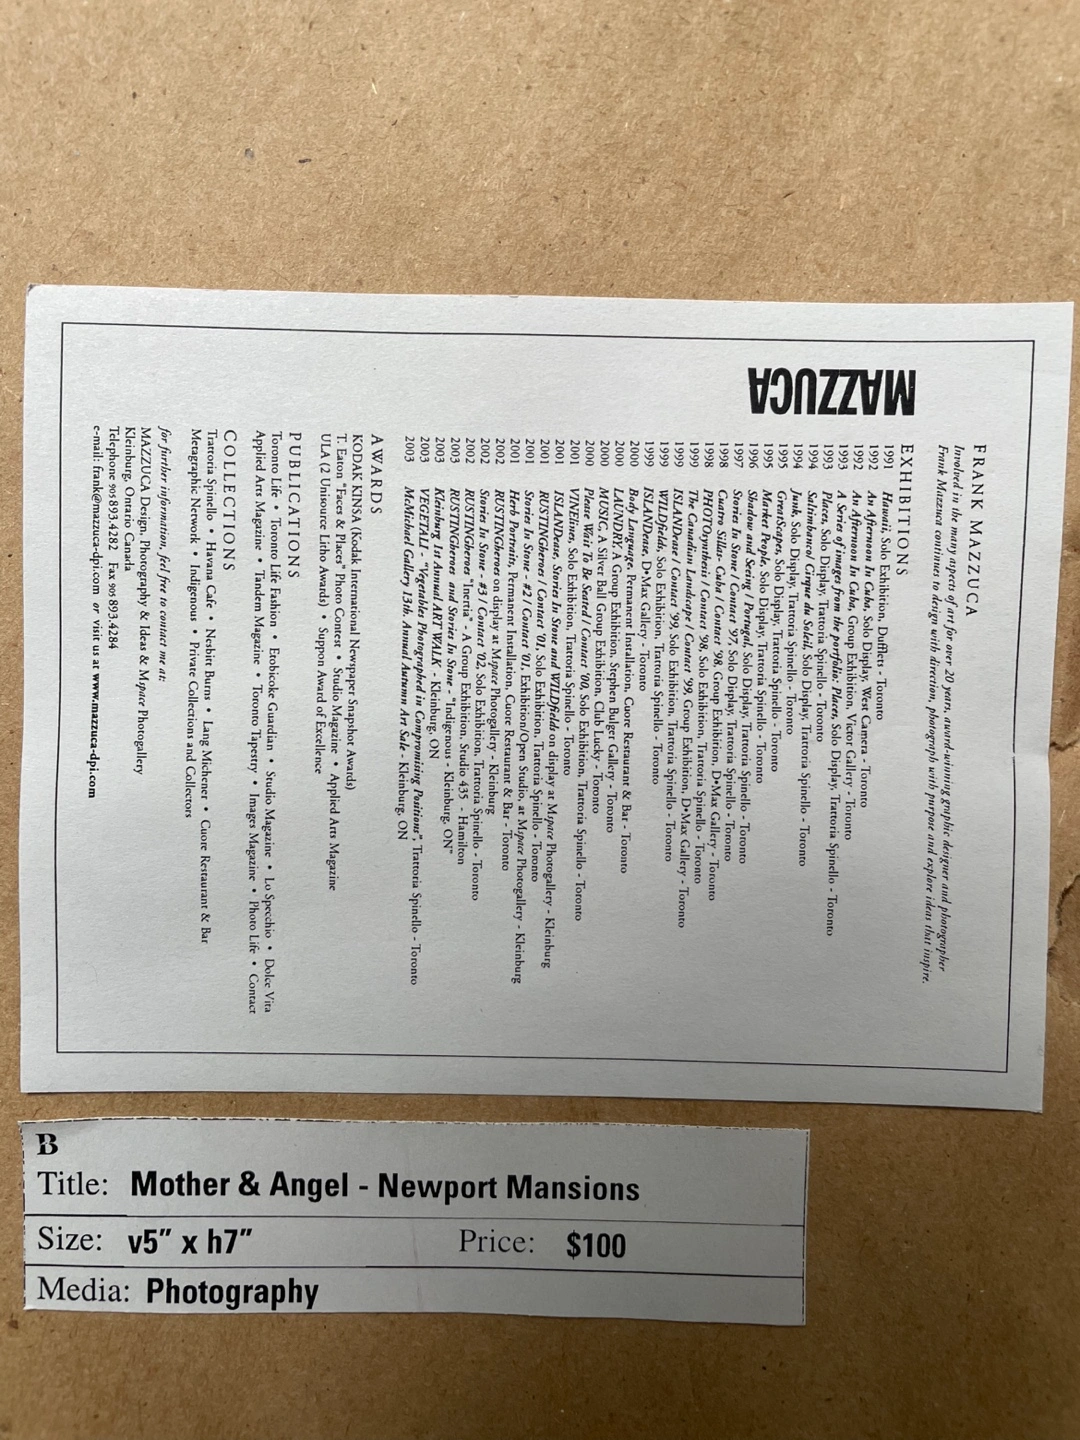 FRANK MAZZUCA
Involved in the many aspects of art for over 20 years, award-winning graphic designer and photographer
Frank Mazzuca continues to design with direction, photograph with purpose and explore ideas that inspire.
MAZZUCA
EXHIBITIONS
1991 Hawaii, Solo Exhibition, Dufflets - Toronto
1992 An Afternoon In Cuba, Solo Display, West Camera - Toronto
1992 An Afternoon In Cuba, Group Exhibition, Victor Gallery - Toronto
1993 A Series of images from the portfolio: Places, Solo Display, Trattoria Spinello - Toronto
1993 Places, Solo Display, Trattoria Spinello - Toronto
1994 Saltimbanco/ Cirque du Soleil, Solo Display, Trattoria Spinello - Toronto
1994 Junk, Solo Display, Trattoria Spinello - Toronto
1995 GreatScapes, Solo Display, Trattoria Spinello - Toronto
1995 Market People, Solo Display, Trattoria Spinello - Toronto
1996 Shadow and Seeing / Portugal, Solo Display, Trattoria Spinello - Toronto
1997 Stories In Stone / Contact '97, Solo Display, Trattoria Spinello - Toronto
1998 Cuatro Sillas- Cuba / Contact '98, Group Exhibition, D•Max Gallery - Toronto
1998 PHOTOsynthesis / Contact '98, Solo Exhibition, Trattoria Spinello - Toronto
1999 The Canadian Landscape / Contact '99, Group Exhibition, D•Max Gallery - Toronto
1999 ISLANDease / Contact '99, Solo Exhibition, Trattoria Spinello - Toronto
1999 WILDfields, Solo Exhibition, Trattoria Spinello - Toronto
1999 ISLANDease, D•Max Gallery - Toronto
2000 Body Language, Permanent Installation, Cuore Restaurant & Bar - Toronto
2000 LAUNDRY, A Group Exhibition, Stephen Bulger Gallery - Toronto
2000 MUSIC, A Silver Ball Group Exhibition, Club Lucky - Toronto
2000 Please Wait To Be Seated / Contact '00, Solo Exhibition, Trattoria Spinello - Toronto
2001 VINEines, Solo Exhibition, Trattoria Spinello - Toronto
2001 ISLANDease, Stories In Stone and WILDfields on display at Mspace Photogallery - Kleinburg
2001 RUSTINGheroes / Contact '01, Solo Exhibition, Trattoria Spinello - Toronto
2001 Stories In Stone - #2 / Contact '01, Exhibition/Open Studio, at Mspace Photogallery - Kleinburg
2001 Herb Portraits, Permanent Installation, Cuore Restaurant & Bar - Toronto
2002 RUSTINGheroes on display at Mspace Photogallery - Kleinburg
2002 Stories In Stone - #3 / Contact '02, Solo Exhibition, Trattoria Spinello - Toronto
2002 RUSTINGheroes "Inertia" - A Group Exhibition, Studio 435 - Hamilton
2003 RUSTINGheroes and Stories In Stone - "Indigenous - Kleinburg, ON"
2003 Kleinburg 1st Annual ART WALK - Kleinburg, ON
2003 VEGETALL - "Vegetables Photographed in Compromising Positions", Trattoria Spinello - Toronto
2003 McMichael Gallery 13th. Annual Autumn Art Sale - Kleinburg, ON
AWARDS
KODAK KINSA (Kodak International Newspaper Snapshot Awards)
T. Eaton "Faces & Places" Photo Contest • Studio Magazine • Applied Arts Magazine
ULA (2 Unisource Litho Awards) • Suppon Award of Excellence
PUBLICATIONS
Toronto Life • Toronto Life Fashion • Etobicoke Guardian • Studio Magazine • Lo Specchio • Dolce Vita
Applied Arts Magazine • Tandem Magazine • Toronto Tapestry • Images Magazine • Photo Life • Contact
COLLECTIONS
Trattoria Spinello • Havana Cafe • Nesbitt Burns • Lang Michener • Cuore Restaurant & Bar
Metagraphic Network • Indigenous • Private Collections and Collectors
for further information, feel free to contact me at:
MAZZUCA Design, Photography & Ideas & Mspace Photogallery
Kleinburg, Ontario Canada
Telephone 905 893.4282 Fax 905 893.4284
e-mail: frank@mazzuca-dpi.com or visit us at www.mazzuca-dpi.com
B
Title: Mother & Angel - Newport Mansions
Size: v5" x h7" Price: $100
Media: Photography